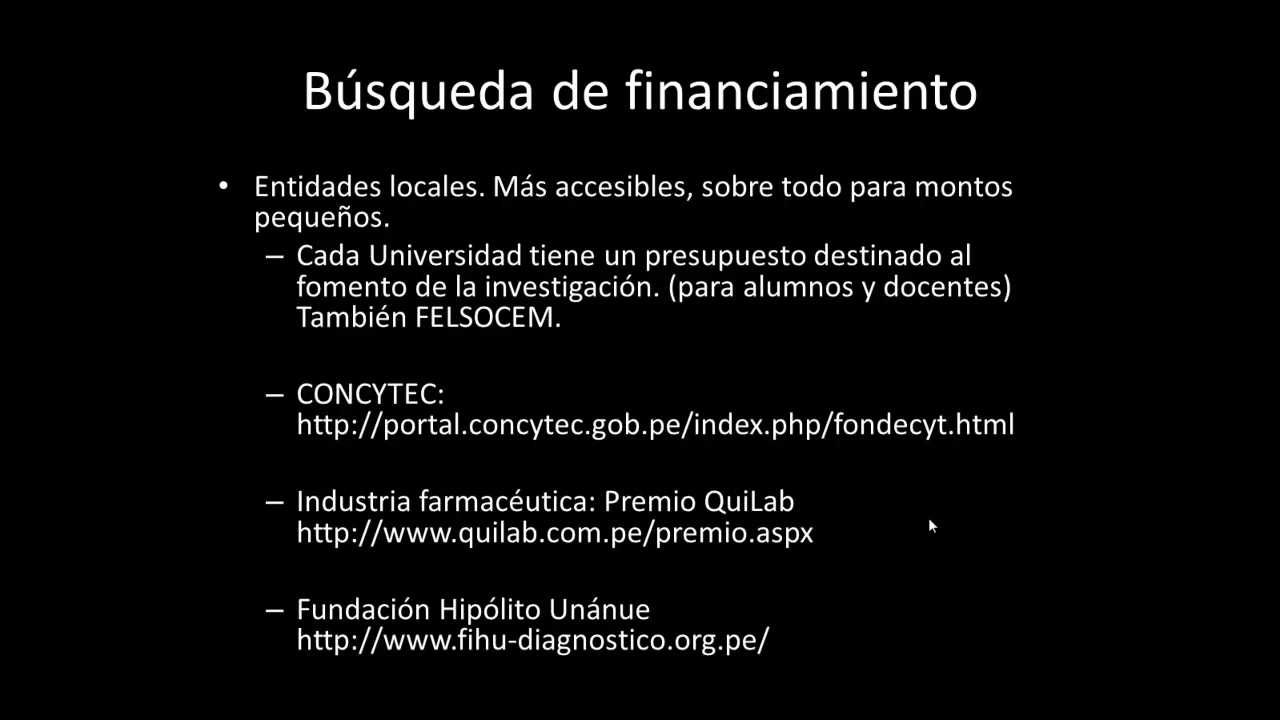 Búsqueda de financiamiento
• Entidades locales. Más accesibles, sobre todo para montos
pequeños.
– Cada Universidad tiene un presupuesto destinado al
fomento de la investigación. (para alumnos y docentes)
También FELSOCEM.
– CONCYTEC:
http://portal.concytec.gob.pe/index.php/fondecyt.html
– Industria farmacéutica: Premio QuiLab
http://www.quilab.com.pe/premio.aspx
– Fundación Hipólito Unánue
http://www.fihu-diagnostico.org.pe/